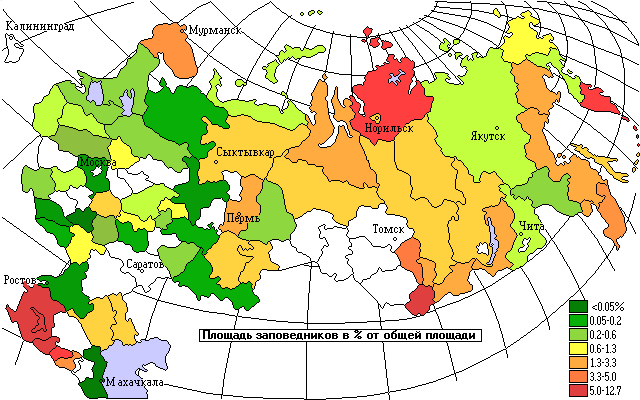 Калининград
Мурманск
Норильск
Якутск
Москва
Сыктывкар
Пермь
Томск
Чита
Саратов
Ростов
Махачкала
Площадь заповедников в % от общей площади
<0.05%
0.05-0.2
0.2-0.6
0.6-1.3
1.3-3.3
3.3-5.0
5.0-12.7